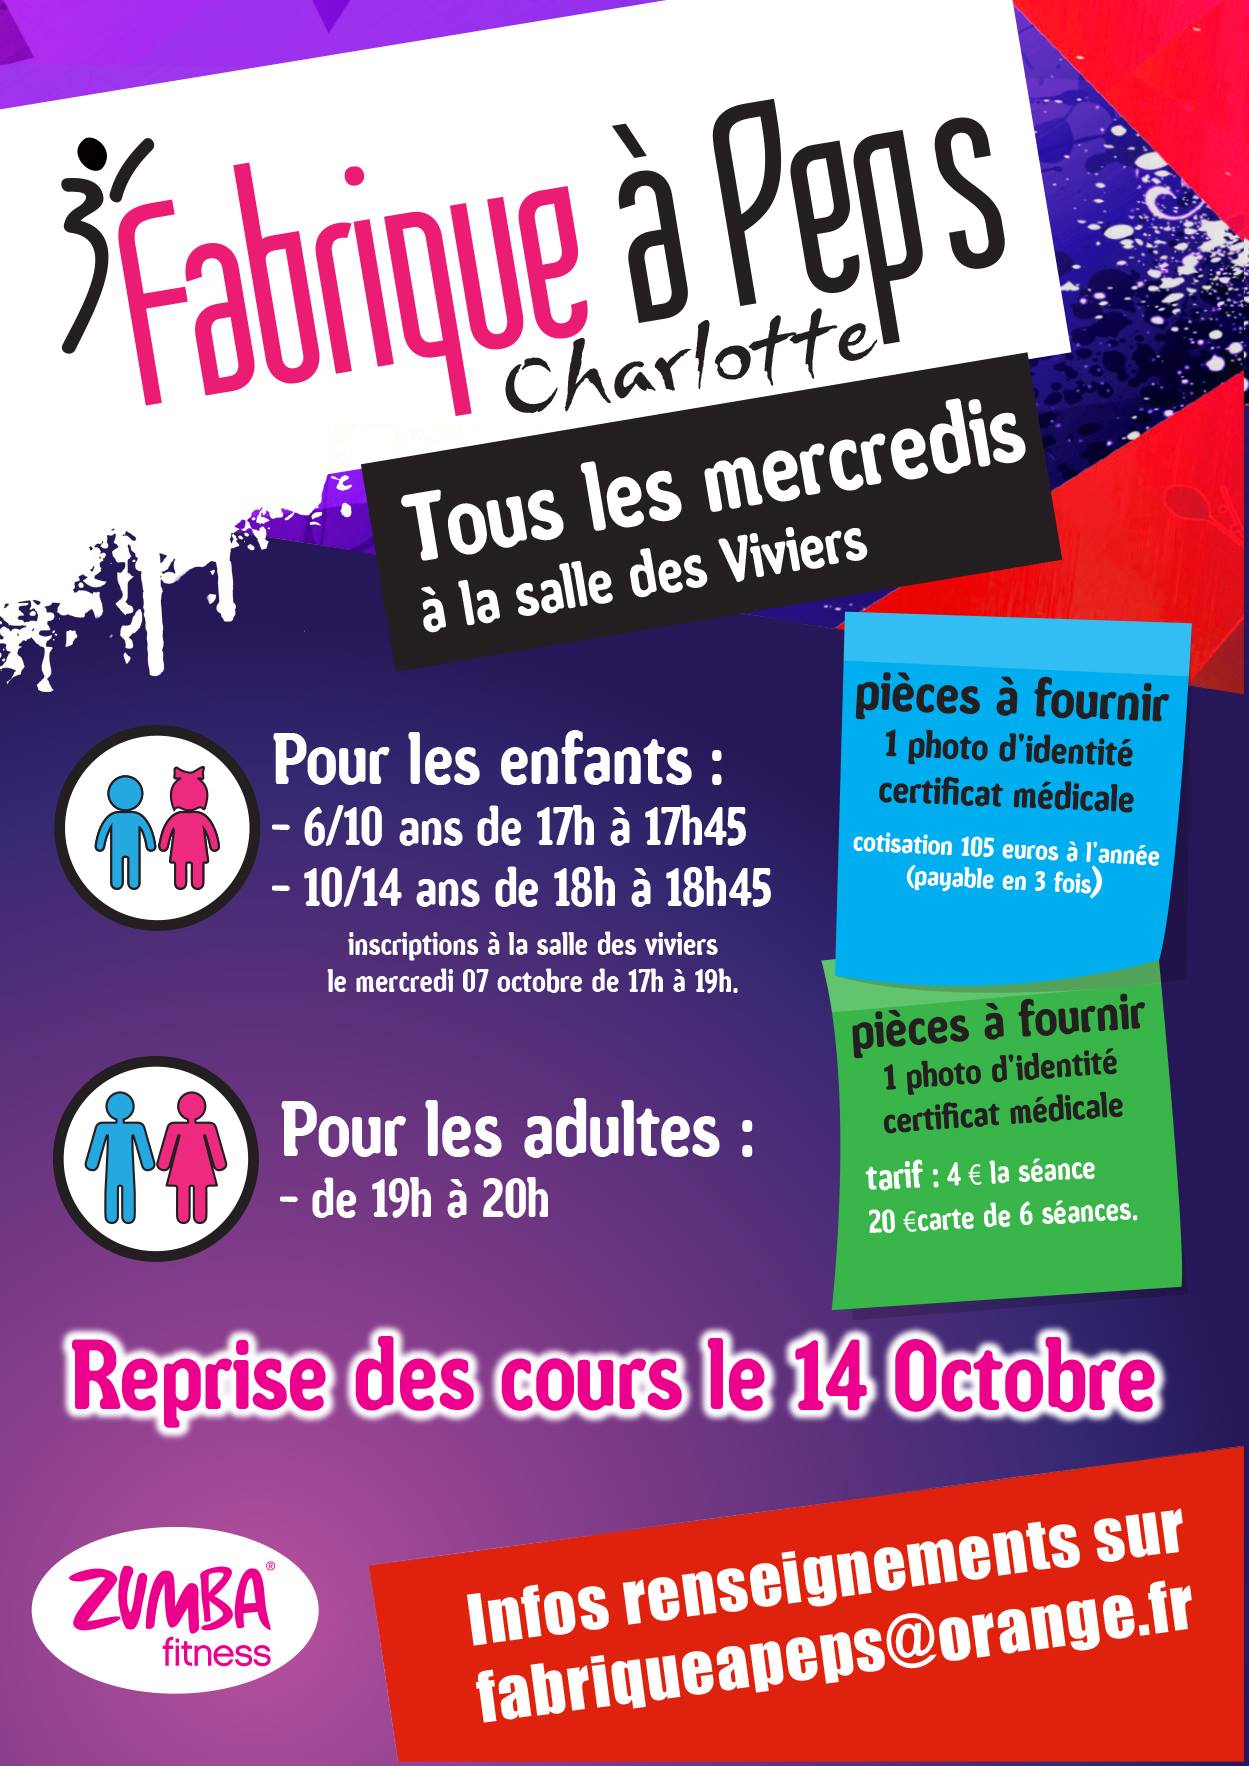 Fabrique à Peps
Charlotte
Tous les mercredis
à la salle des Viviers
Pour les enfants :
- 6/10 ans de 17h à 17h45
- 10/14 ans de 18h à 18h45
inscriptions à la salle des viviers
le mercredi 07 octobre de 17h à 19h.
pièces à fournir
1 photo d'identité
certificat médicale
cotisation 105 euros à l'année
(payable en 3 fois)
Pour les adultes :
- de 19h à 20h
pièces à fournir
1 photo d'identité
certificat médicale
tarif : 4 € la séance
20 €carte de 6 séances.
Reprise des cours le 14 Octobre
ZUMBA®
fitness
Infos renseignements sur
fabriqueapeps@orange.fr